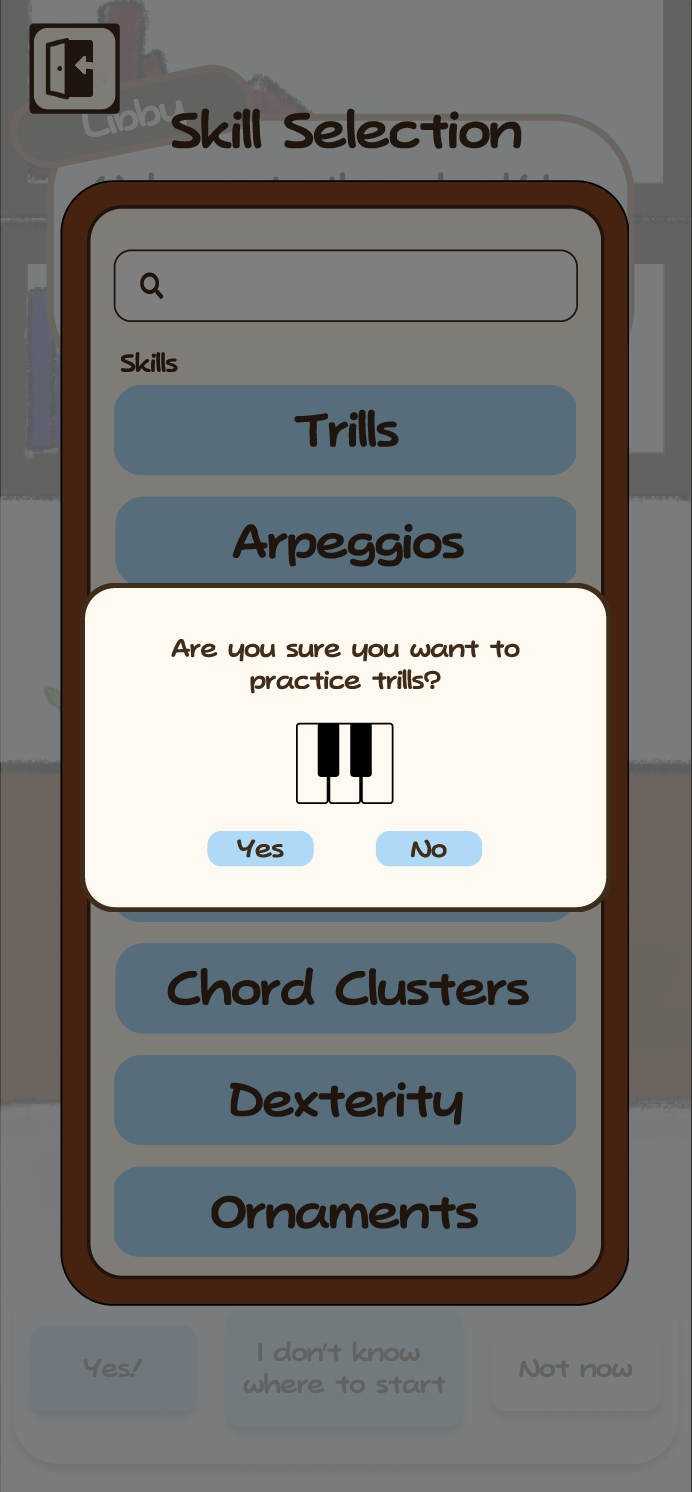 Libby
Skill Selection
Skills
Trills
Arpeggios
Are you sure you want to
practice trills?
Yes
No
Chord Clusters
Dexterity
Ornaments
Yes!
I don't know
where to start
Not now